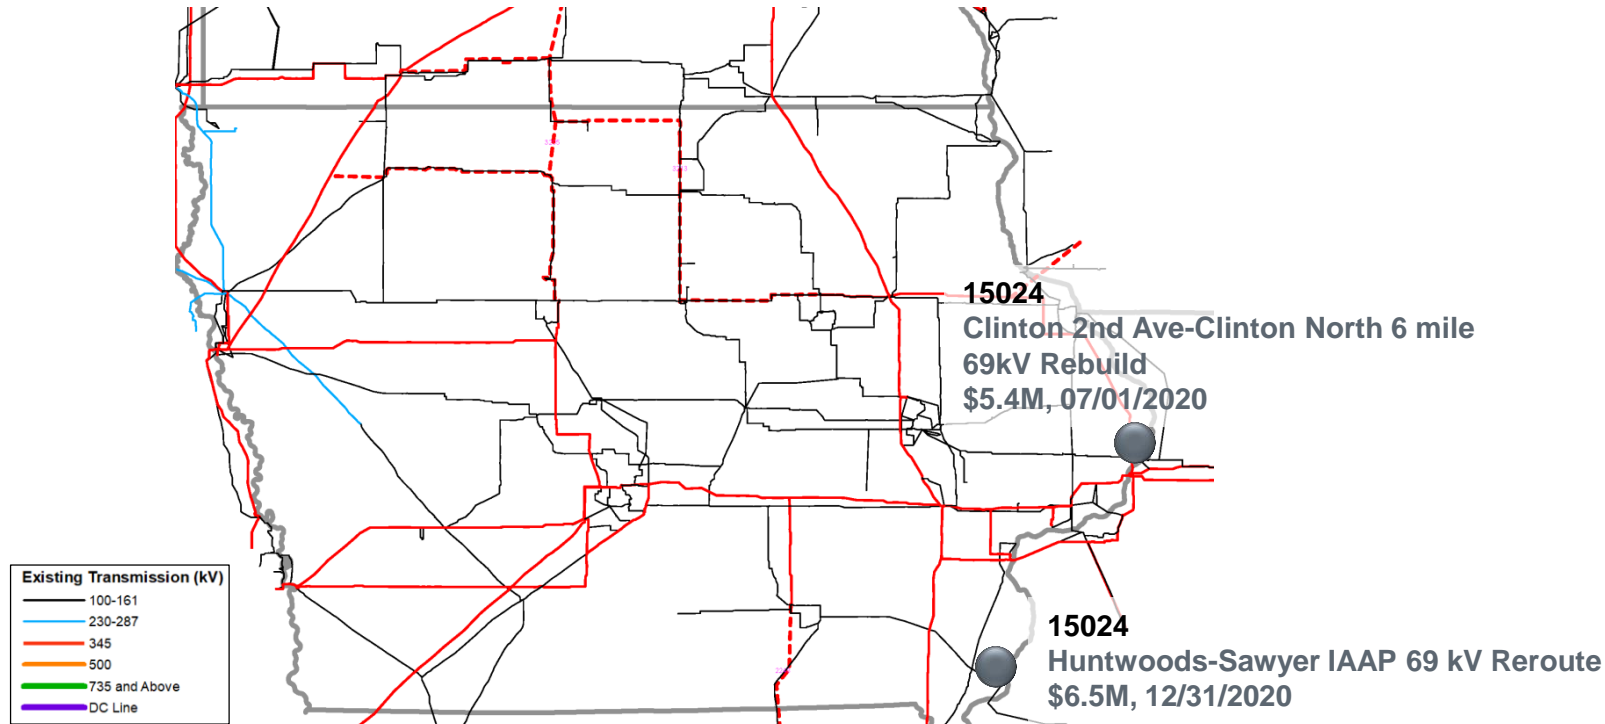 15024
Clinton 2nd Ave-Clinton North 6 mile
69kV Rebuild
$5.4M, 07/01/2020
Existing Transmission (kV)
100-161
230-287
345
500
735 and Above
DC Line
15024
Huntwoods-Sawyer IAAP 69 kV Reroute
$6.5M, 12/31/2020